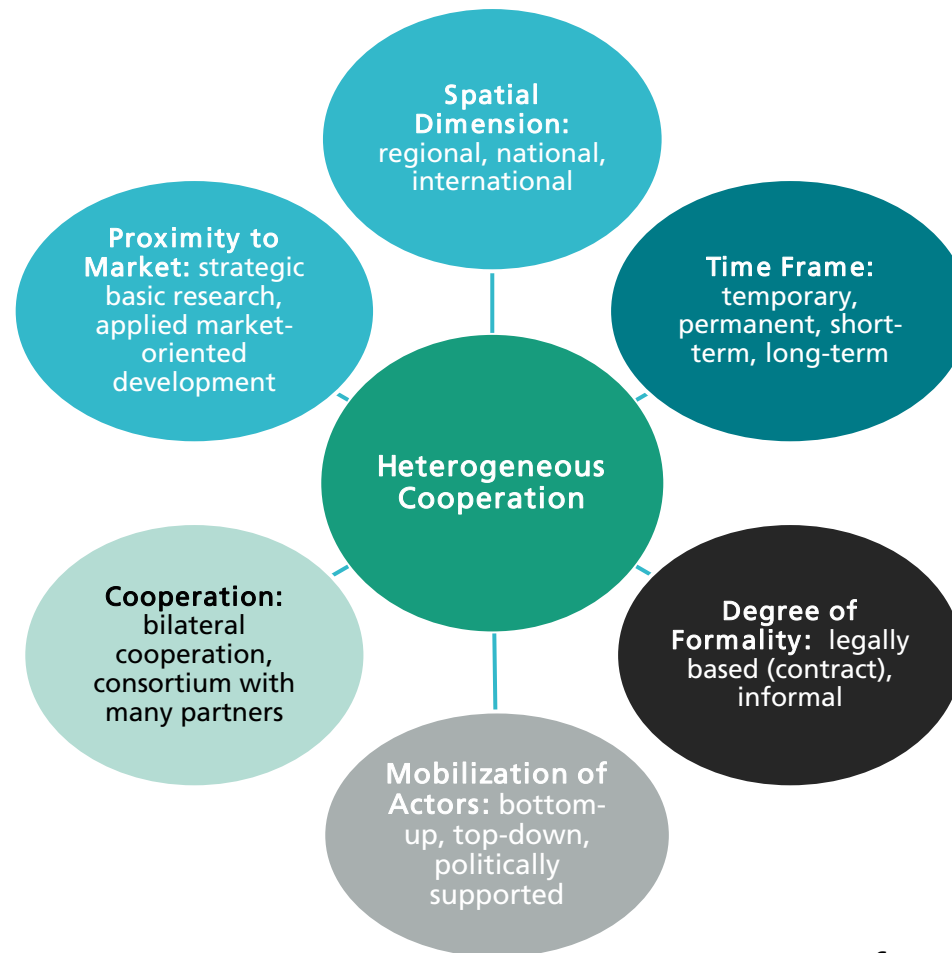 Spatial
Dimension:
regional, national,
international
Proximity to
Market: strategic
basic research,
applied market-
oriented
development
Time Frame:
temporary,
permanent, short-
term, long-term
Heterogeneous
Cooperation
Cooperation:
bilateral
cooperation,
consortium with
many partners
Degree of
Formality: legally
based (contract),
informal
Mobilization of
Actors: bottom-
up, top-down,
politically
supported